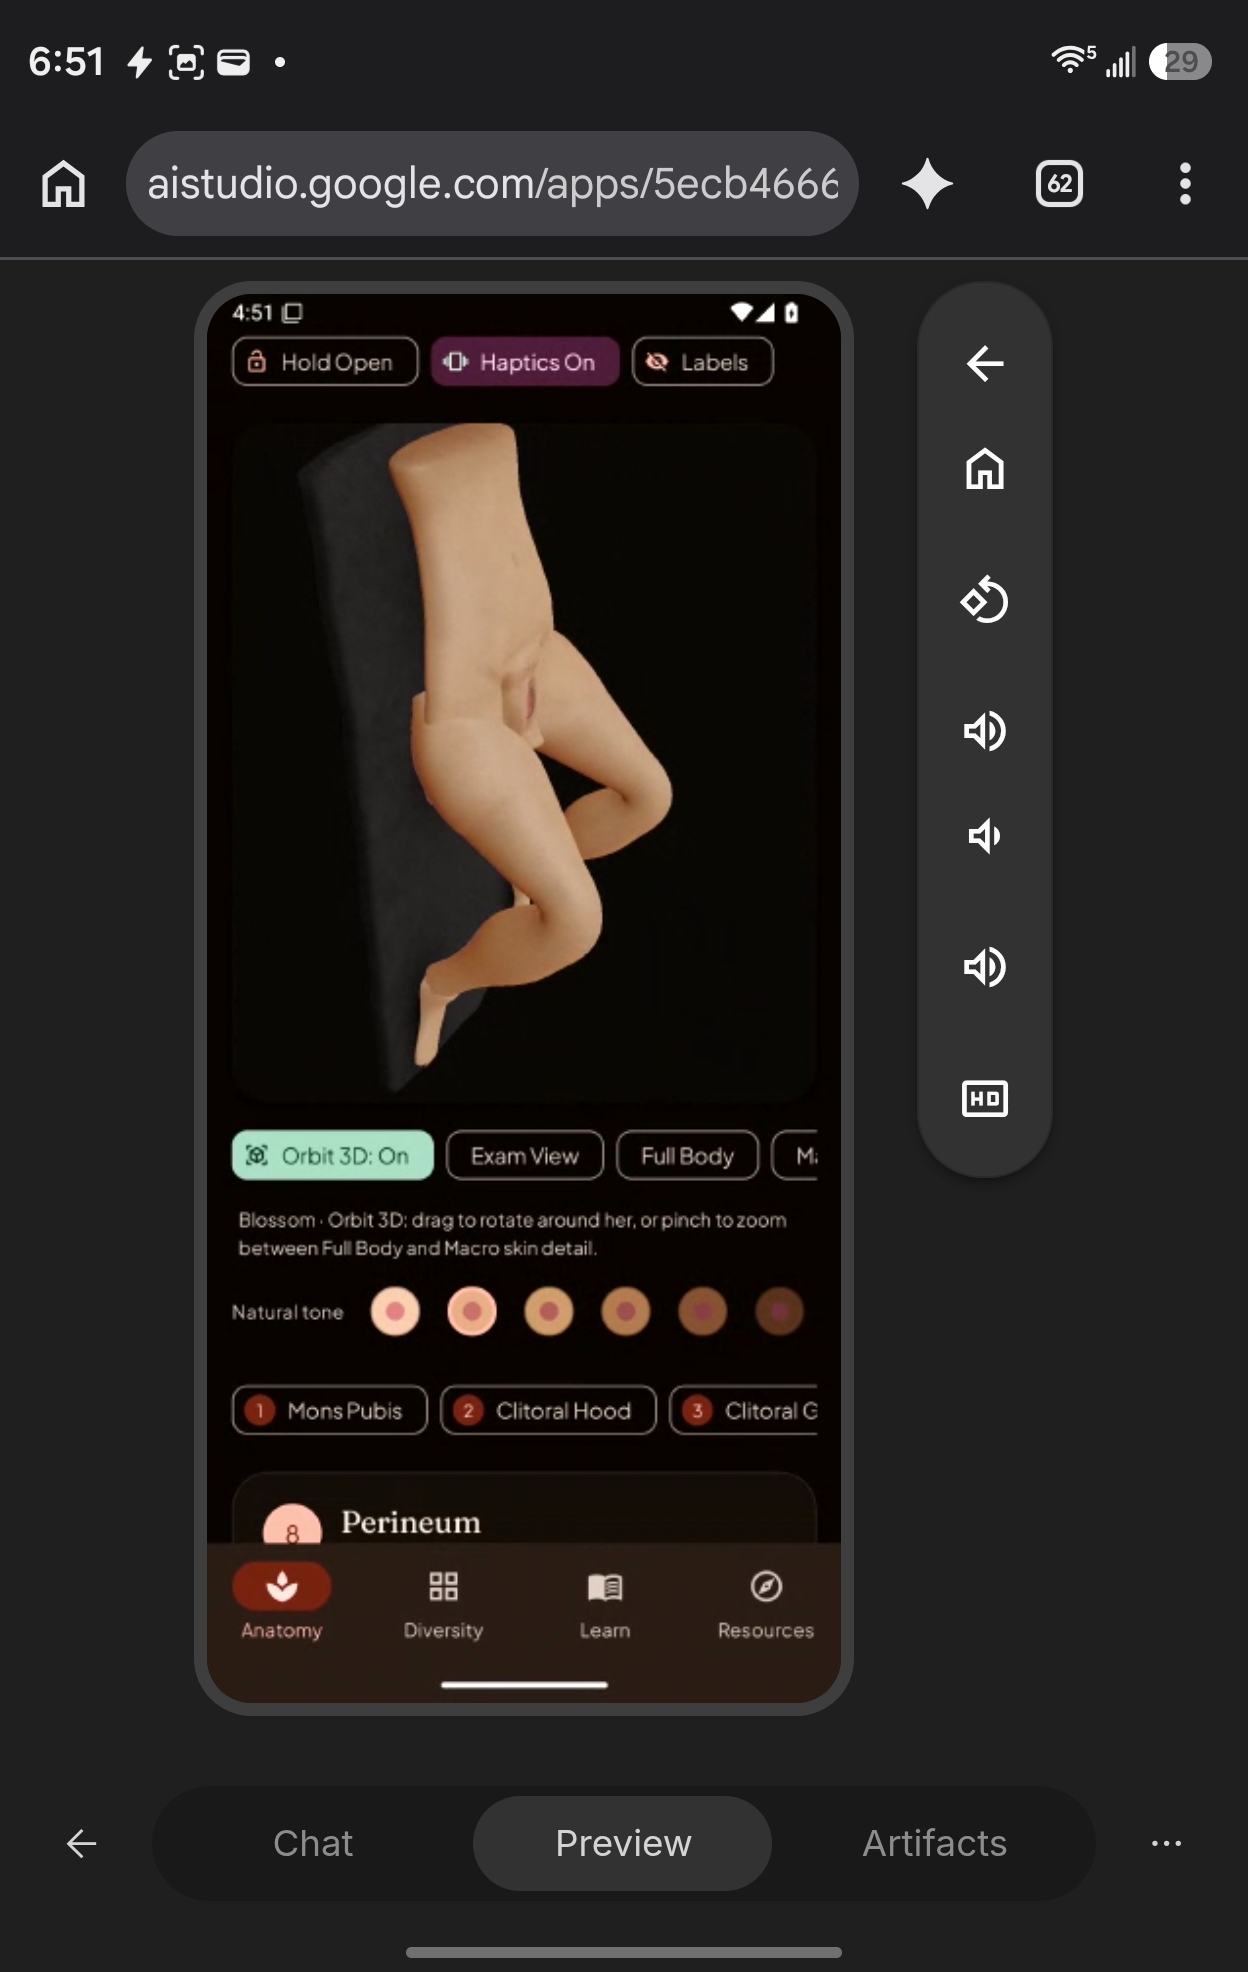 6:51
5
29
aistudio.google.com/apps/5ecb4666
62
4:51
Hold Open
Haptics On
Labels
HD
Orbit 3D: On
Exam View
Full Body
Blossom · Orbit 3D: drag to rotate around her, or pinch to zoom
between Full Body and Macro skin detail.
Natural tone
1 Mons Pubis
2 Clitoral Hood
3 Clitoral G
8
Perineum
Anatomy
Diversity
Learn
Resources
Chat
Preview
Artifacts